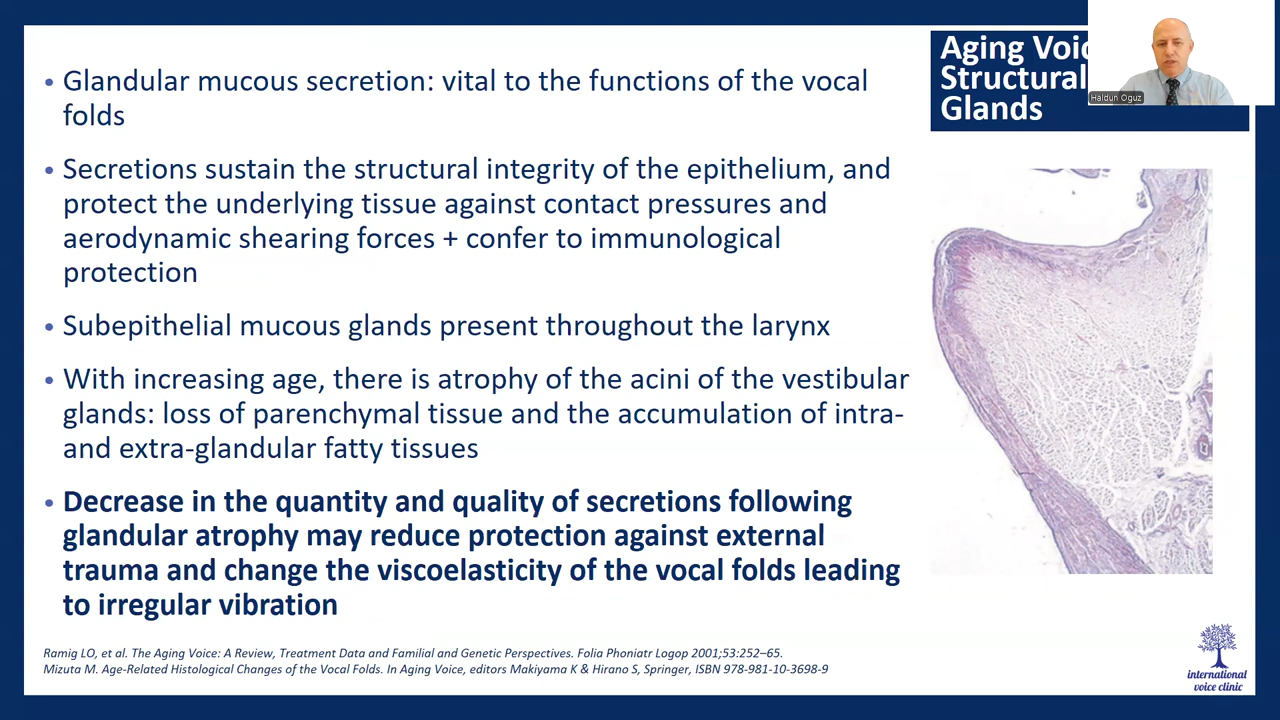 • Glandular mucous secretion: vital to the functions of the vocal
folds
• Secretions sustain the structural integrity of the epithelium, and
protect the underlying tissue against contact pressures and
aerodynamic shearing forces + confer to immunological
protection
• Subepithelial mucous glands present throughout the larynx
• With increasing age, there is atrophy of the acini of the vestibular
glands: loss of parenchymal tissue and the accumulation of intra-
and extra-glandular fatty tissues
• Decrease in the quantity and quality of secretions following
glandular atrophy may reduce protection against external
trauma and change the viscoelasticity of the vocal folds leading
to irregular vibration
Ramig LO, et al. The Aging Voice: A Review, Treatment Data and Familial and Genetic Perspectives. Folia Phoniatr Logop 2001;53:252–65.
Mizuta M. Age-Related Histological Changes of the Vocal Folds. In Aging Voice, editors Makiyama K & Hirano S, Springer, ISBN 978-981-10-3698-9
Aging
Structural
Glands
Haldun Oguz
international
voice clinic